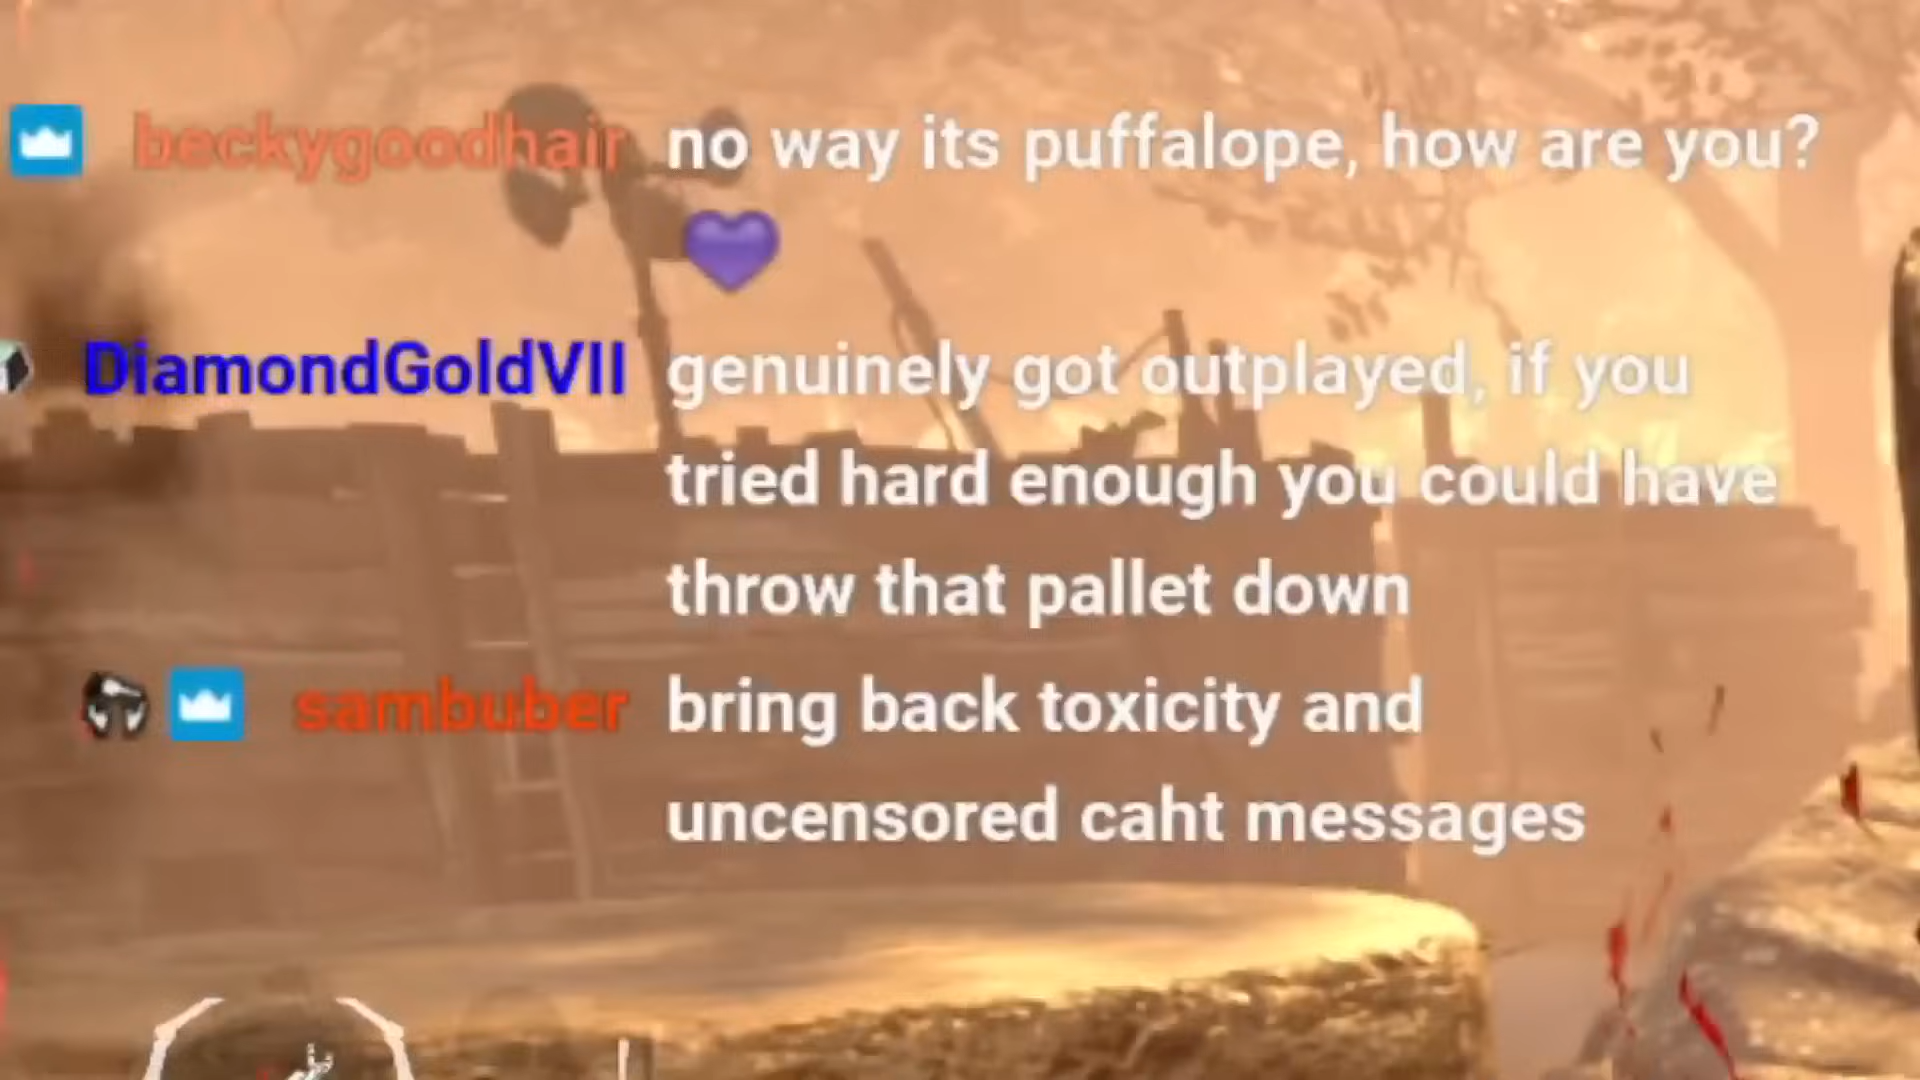 beckygoodhair no way its puffalope, how are you?
💜
DiamondGoldVII genuinely got outplayed, if you
tried hard enough you could have
throw that pallet down
sambuber bring back toxicity and
uncensored caht messages